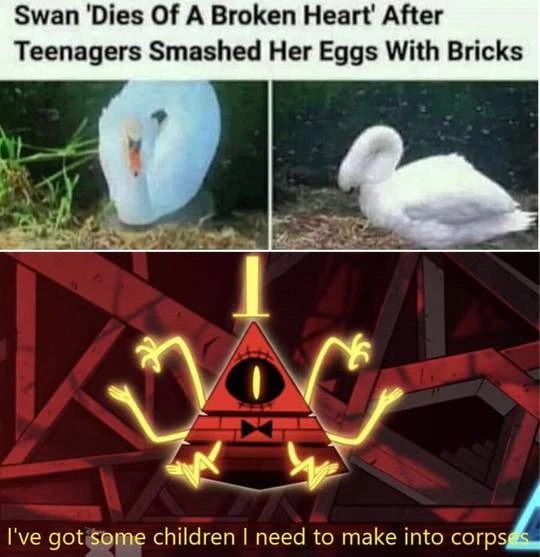 Swan 'Dies Of A Broken Heart' After
Teenagers Smashed Her Eggs With Bricks
I've got some children I need to make into corpses